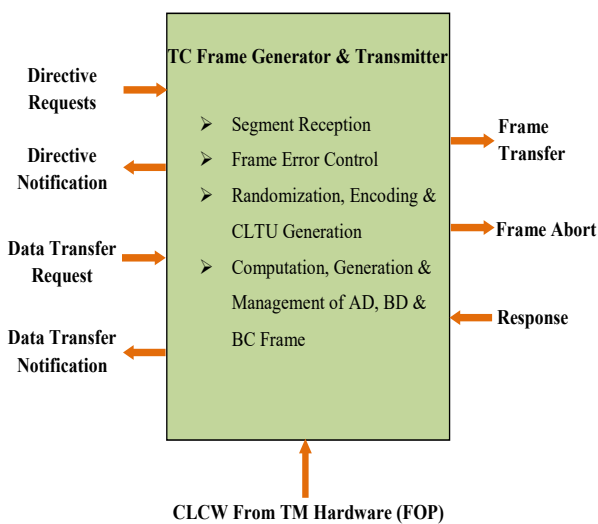 TC Frame Generator & Transmitter
Directive
Requests
Directive
Notification
Data Transfer
Request
Data Transfer
Notification
➢ Segment Reception
➢ Frame Error Control
➢ Randomization, Encoding &
CLTU Generation
➢ Computation, Generation &
Management of AD, BD &
BC Frame
Frame
Transfer
Frame Abort
Response
CLCW From TM Hardware (FOP)